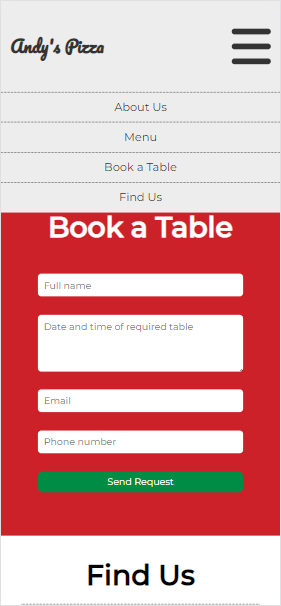 Andy's Pizza
About Us
Menu
Book a Table
Find Us
Book a Table
Full name
Date and time of required table
Email
Phone number
Send Request
Find Us